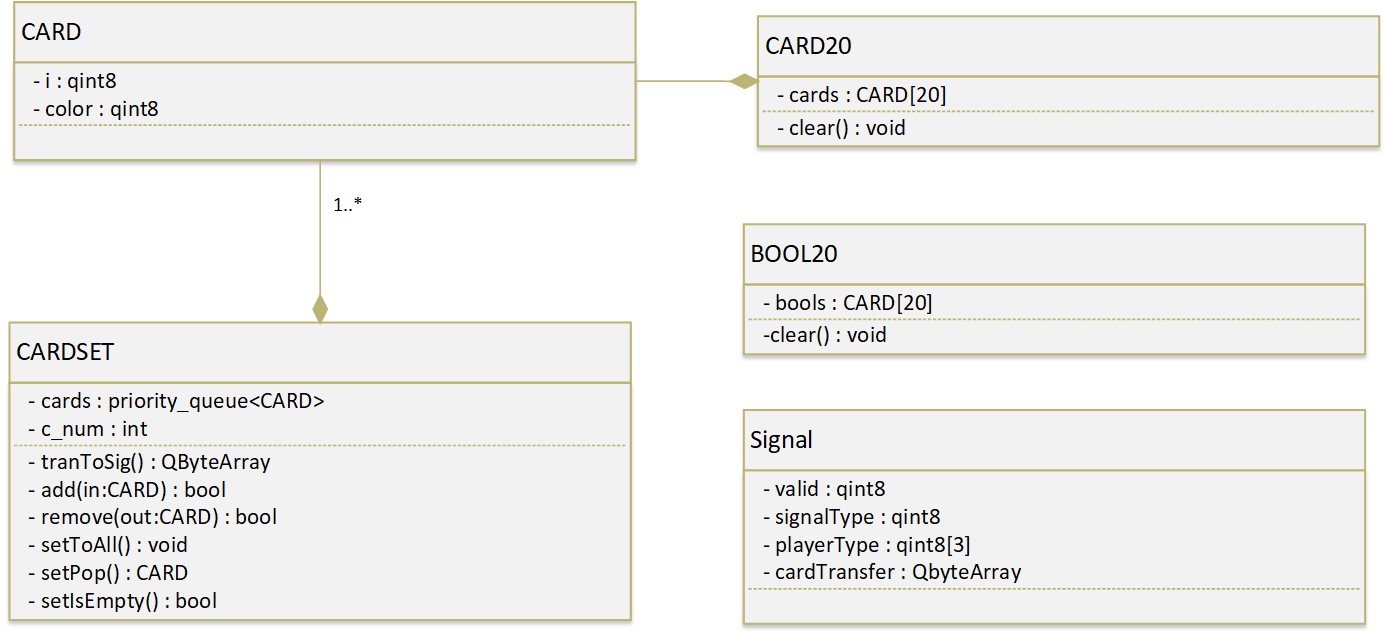 CARD
- i : qint8
- color : qint8
1..*
CARDSET
- cards : priority_queue<CARD>
- c_num : int
- tranToSig() : QByteArray
- add(in:CARD) : bool
- remove(out:CARD) : bool
- setToAll() : void
- setPop() : CARD
- setIsEmpty() : bool
CARD20
- cards : CARD[20]
- clear() : void
BOOL20
- bools : CARD[20]
-clear() : void
Signal
- valid : qint8
- signalType : qint8
- playerType : qint8[3]
- cardTransfer : QbyteArray